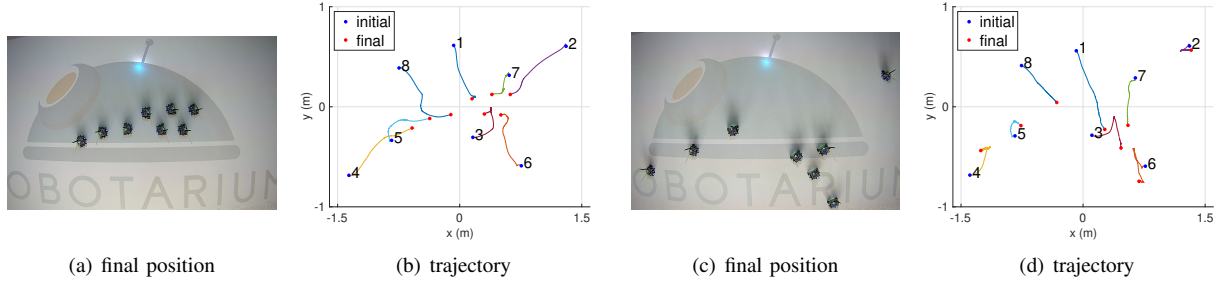 OBOTARIUM
(a) final position
initial
final
1
2
7
8
5
3
6
4
1
0
-1
-1.5
0
1.5
y (m)
x (m)
(b) trajectory
OBOTARIUM
(c) final position
initial
final
1
2
8
7
5
3
6
4
1
0
-1
-1.5
0
1.5
y (m)
x (m)
(d) trajectory